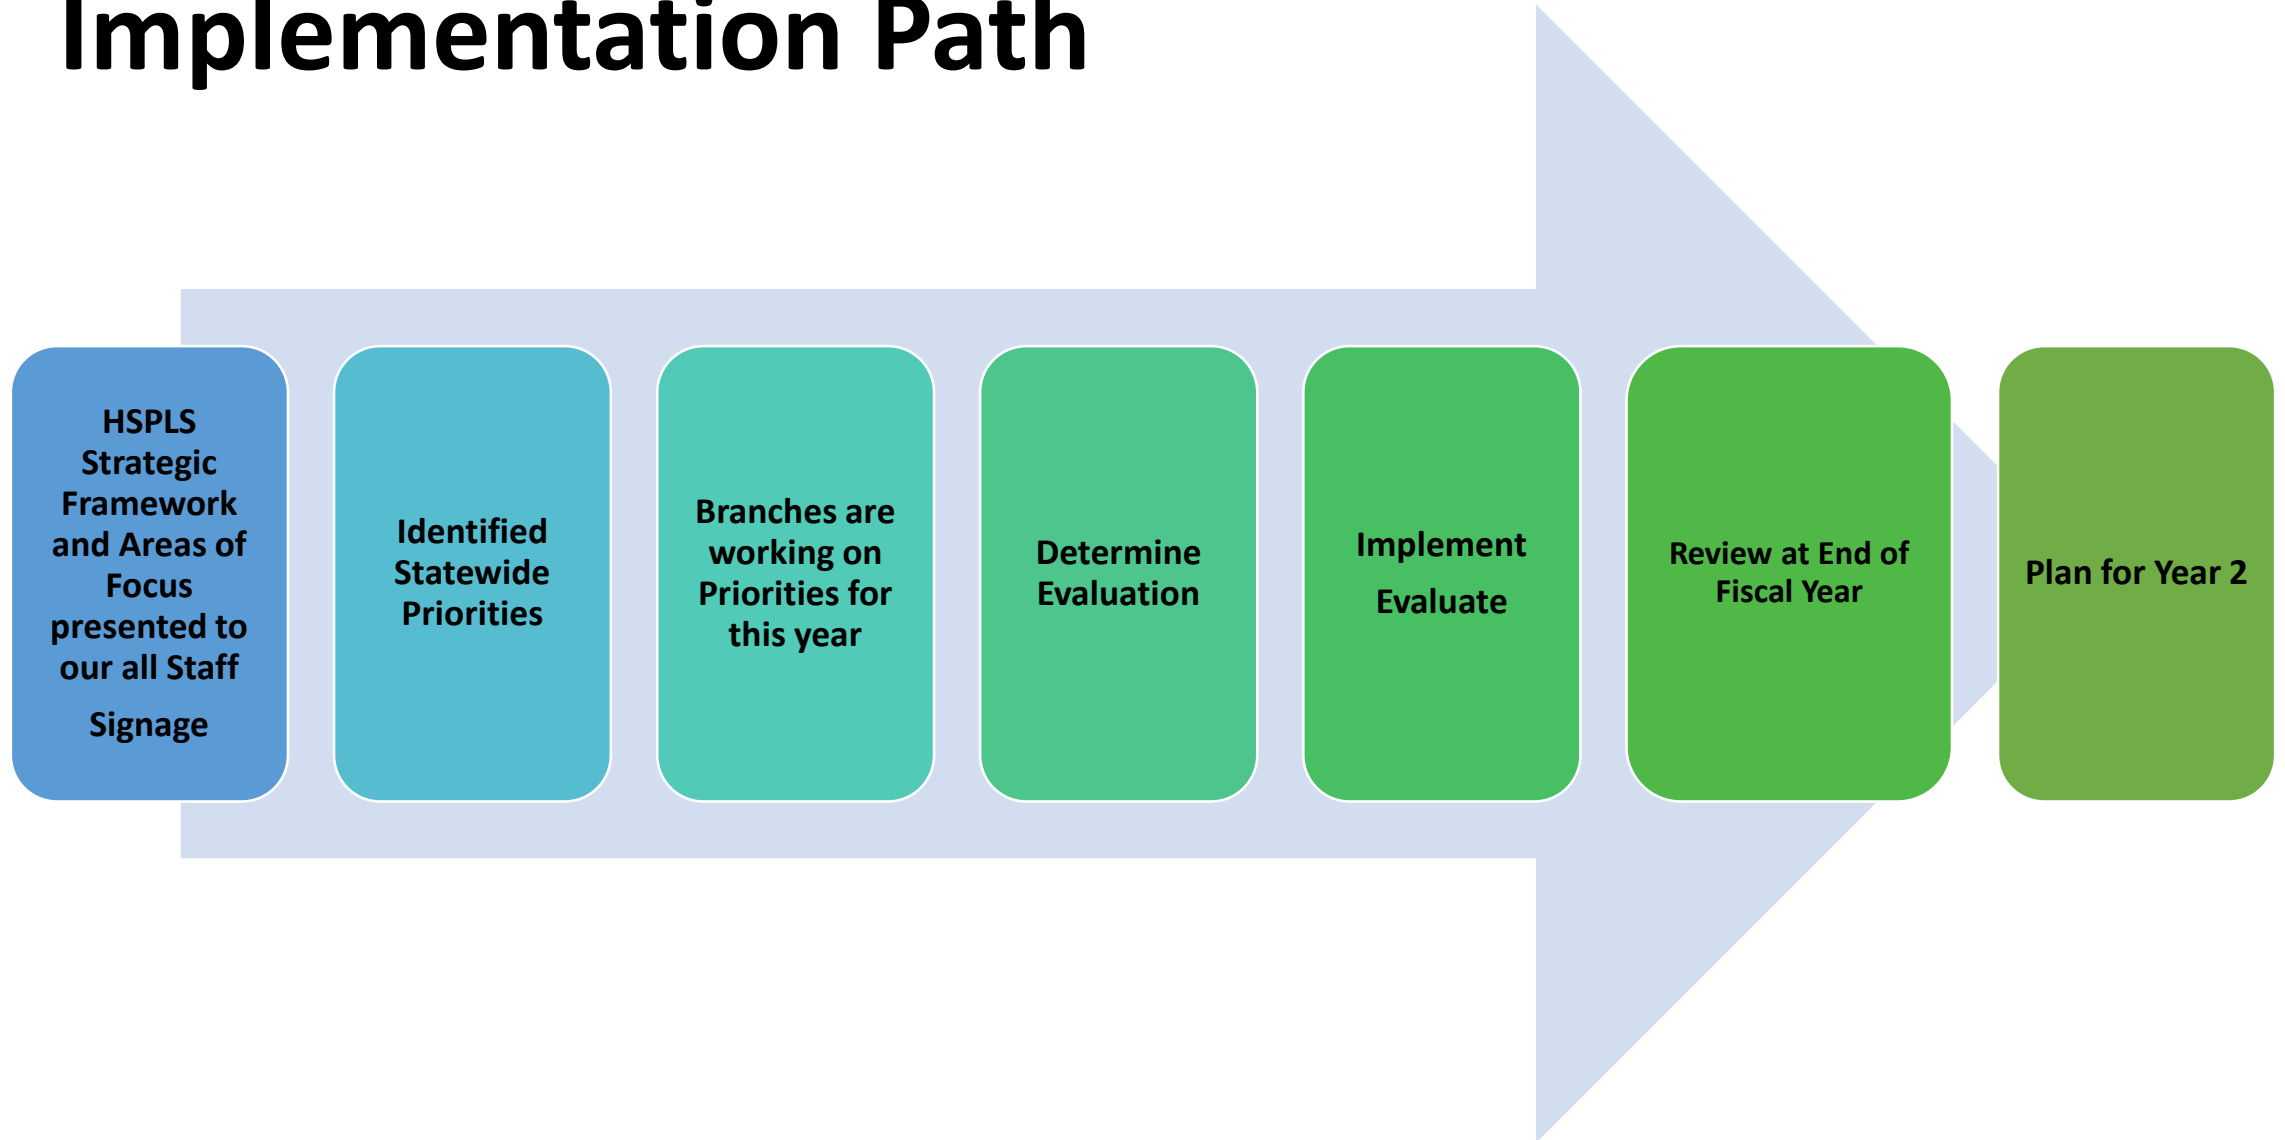 Implementation Path
HSPLS
Strategic
Framework
and Areas of
Focus
presented to
our all Staff
Signage
Identified
Statewide
Priorities
Branches are
working on
Priorities for
this year
Determine
Evaluation
Implement
Evaluate
Review at End of
Fiscal Year
Plan for Year 2